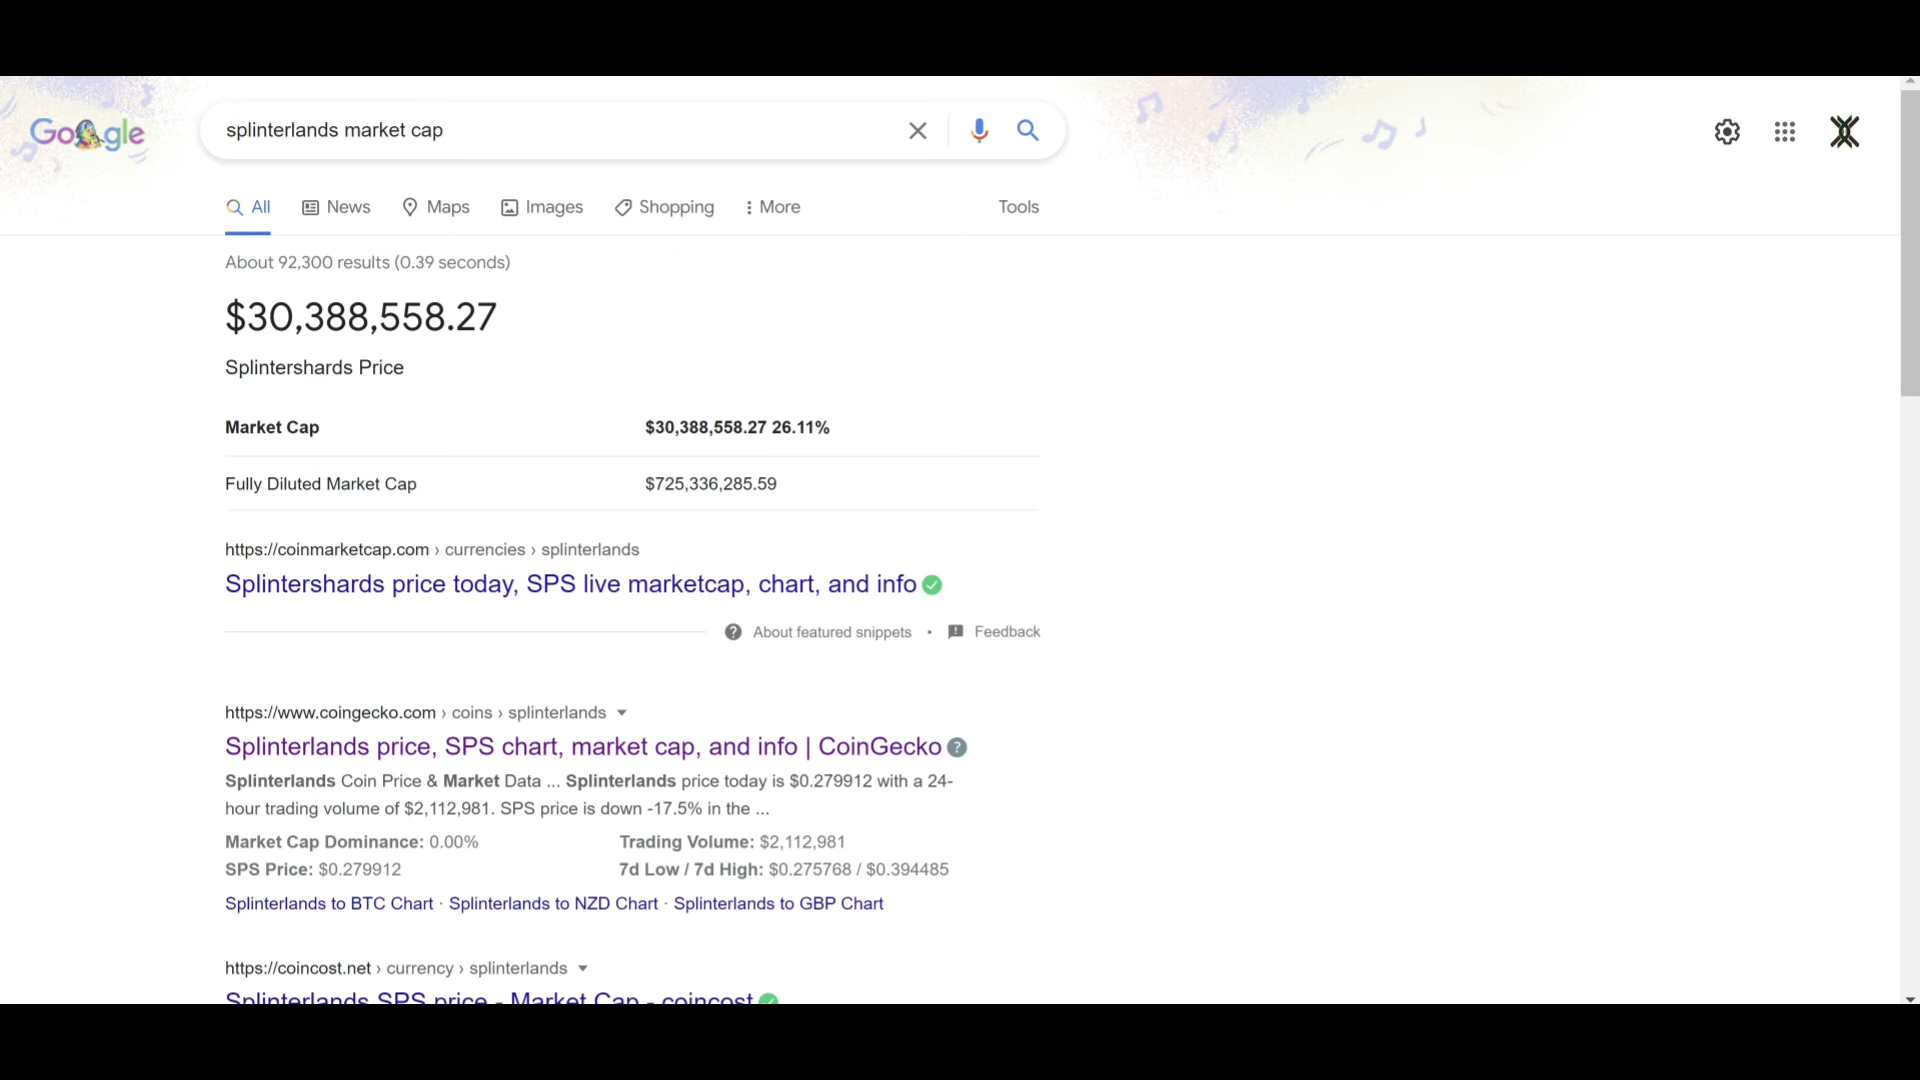 Google
splinterlands market cap
All
News
Maps
Images
Shopping
More
Tools
About 92,300 results (0.39 seconds)
$30,388,558.27
Splintershards Price
Market Cap $30,388,558.27 26.11%
Fully Diluted Market Cap $725,336,285.59
https://coinmarketcap.com › currencies › splinterlands
Splintershards price today, SPS live marketcap, chart, and info
About featured snippets • Feedback
https://www.coingecko.com › coins › splinterlands
Splinterlands price, SPS chart, market cap, and info | CoinGecko
Splinterlands Coin Price & Market Data ... Splinterlands price today is $0.279912 with a 24-
hour trading volume of $2,112,981. SPS price is down -17.5% in the ...
Market Cap Dominance: 0.00% Trading Volume: $2,112,981
SPS Price: $0.279912 7d Low / 7d High: $0.275768 / $0.394485
Splinterlands to BTC Chart · Splinterlands to NZD Chart · Splinterlands to GBP Chart
https://coincost.net › currency › splinterlands
Splinterlands SPS price - Market Cap - coincost